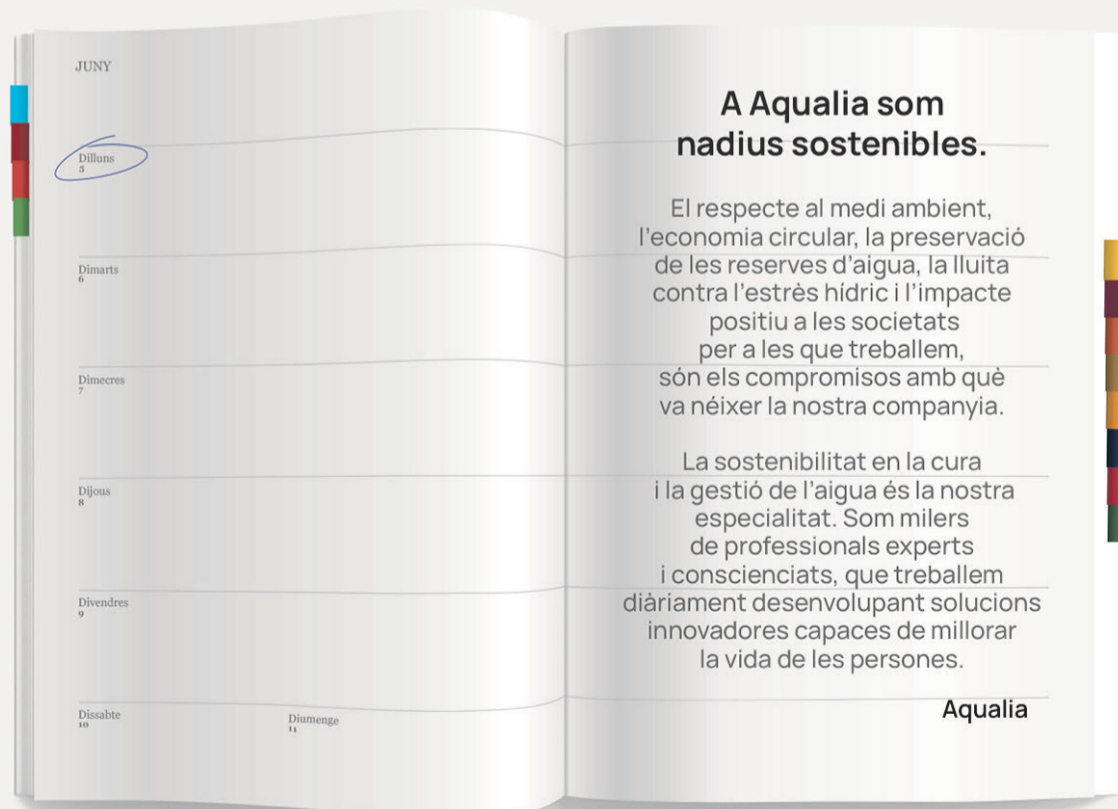 JUNY
Dilluns
5
Dimarts
6
Dimecres
7
Dijous
8
Divendres
9
Dissabte
10
Diumenge
11
A Aqualia som
nadius sostenibles.
El respecte al medi ambient,
l'economia circular, la preservació
de les reserves d'aigua, la lluita
contra l'estrès hídric i l'impacte
positiu a les societats
per a les que treballem,
són els compromisos amb què
va néixer la nostra companyia.
La sostenibilitat en la cura
i la gestió de l'aigua és la nostra
especialitat. Som milers
de professionals experts
i conscienciats, que treballem
diàriament desenvolupant solucions
innovadores capaces de millorar
la vida de les persones.
Aqualia